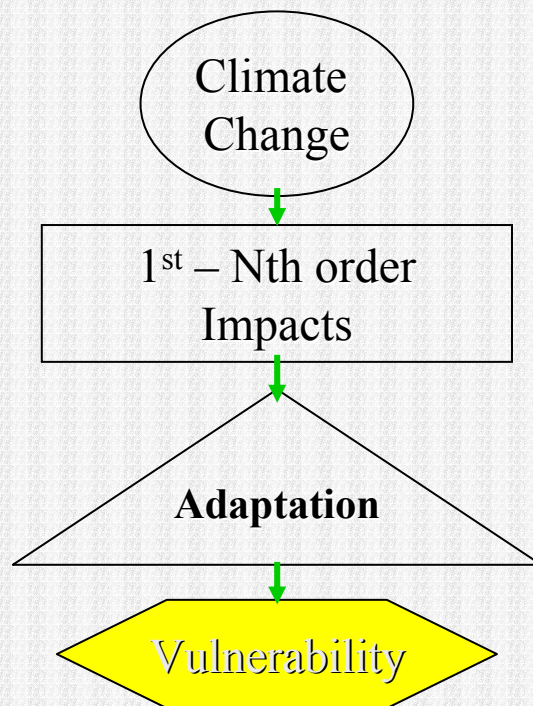 Climate
Change
1st – Nth order
Impacts
Adaptation
Vulnerability